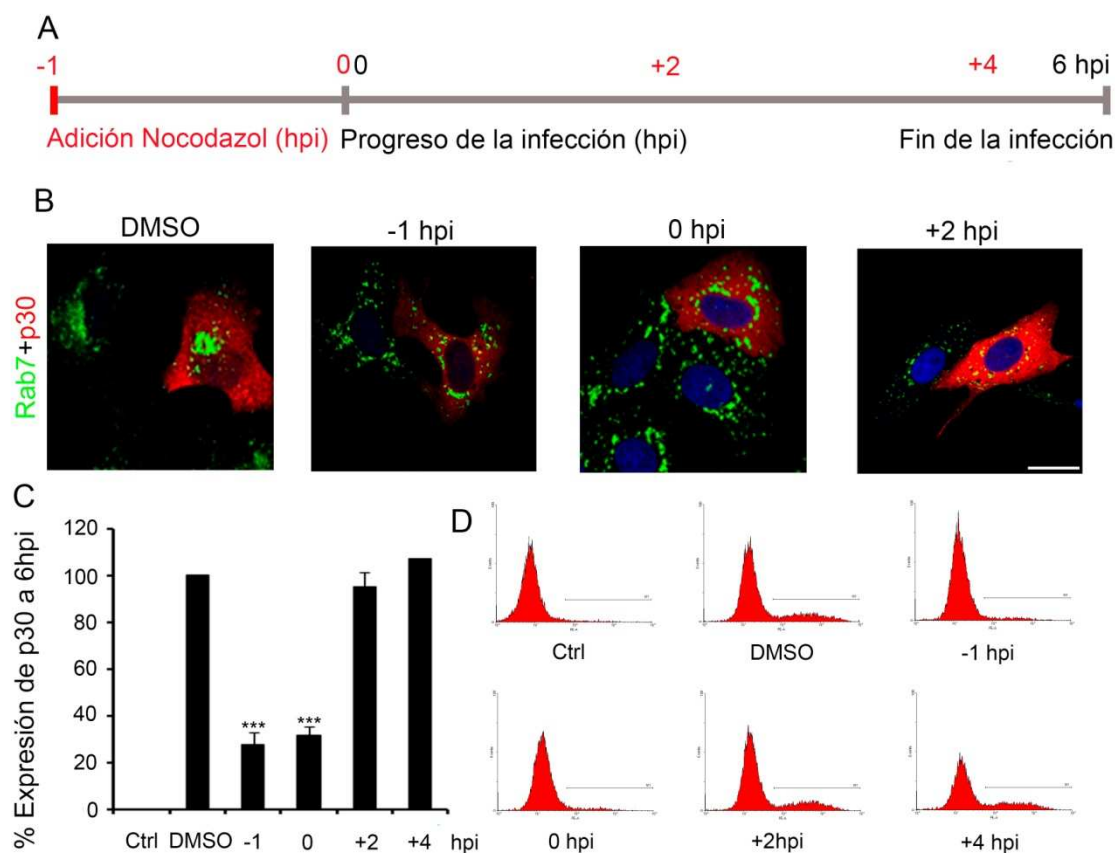 A
-1 0 0 +2 +4 6 hpi
Adición Nocodazol (hpi) Progreso de la infección (hpi) Fin de la infección
B
DMSO -1 hpi 0 hpi +2 hpi
Rab7+p30
C
% Expresión de p30 a 6hpi
120
100
80
60
40
20
0
*** ***
Ctrl DMSO -1 0 +2 +4 hpi
D
Ctrl DMSO -1 hpi
0 hpi +2hpi +4 hpi